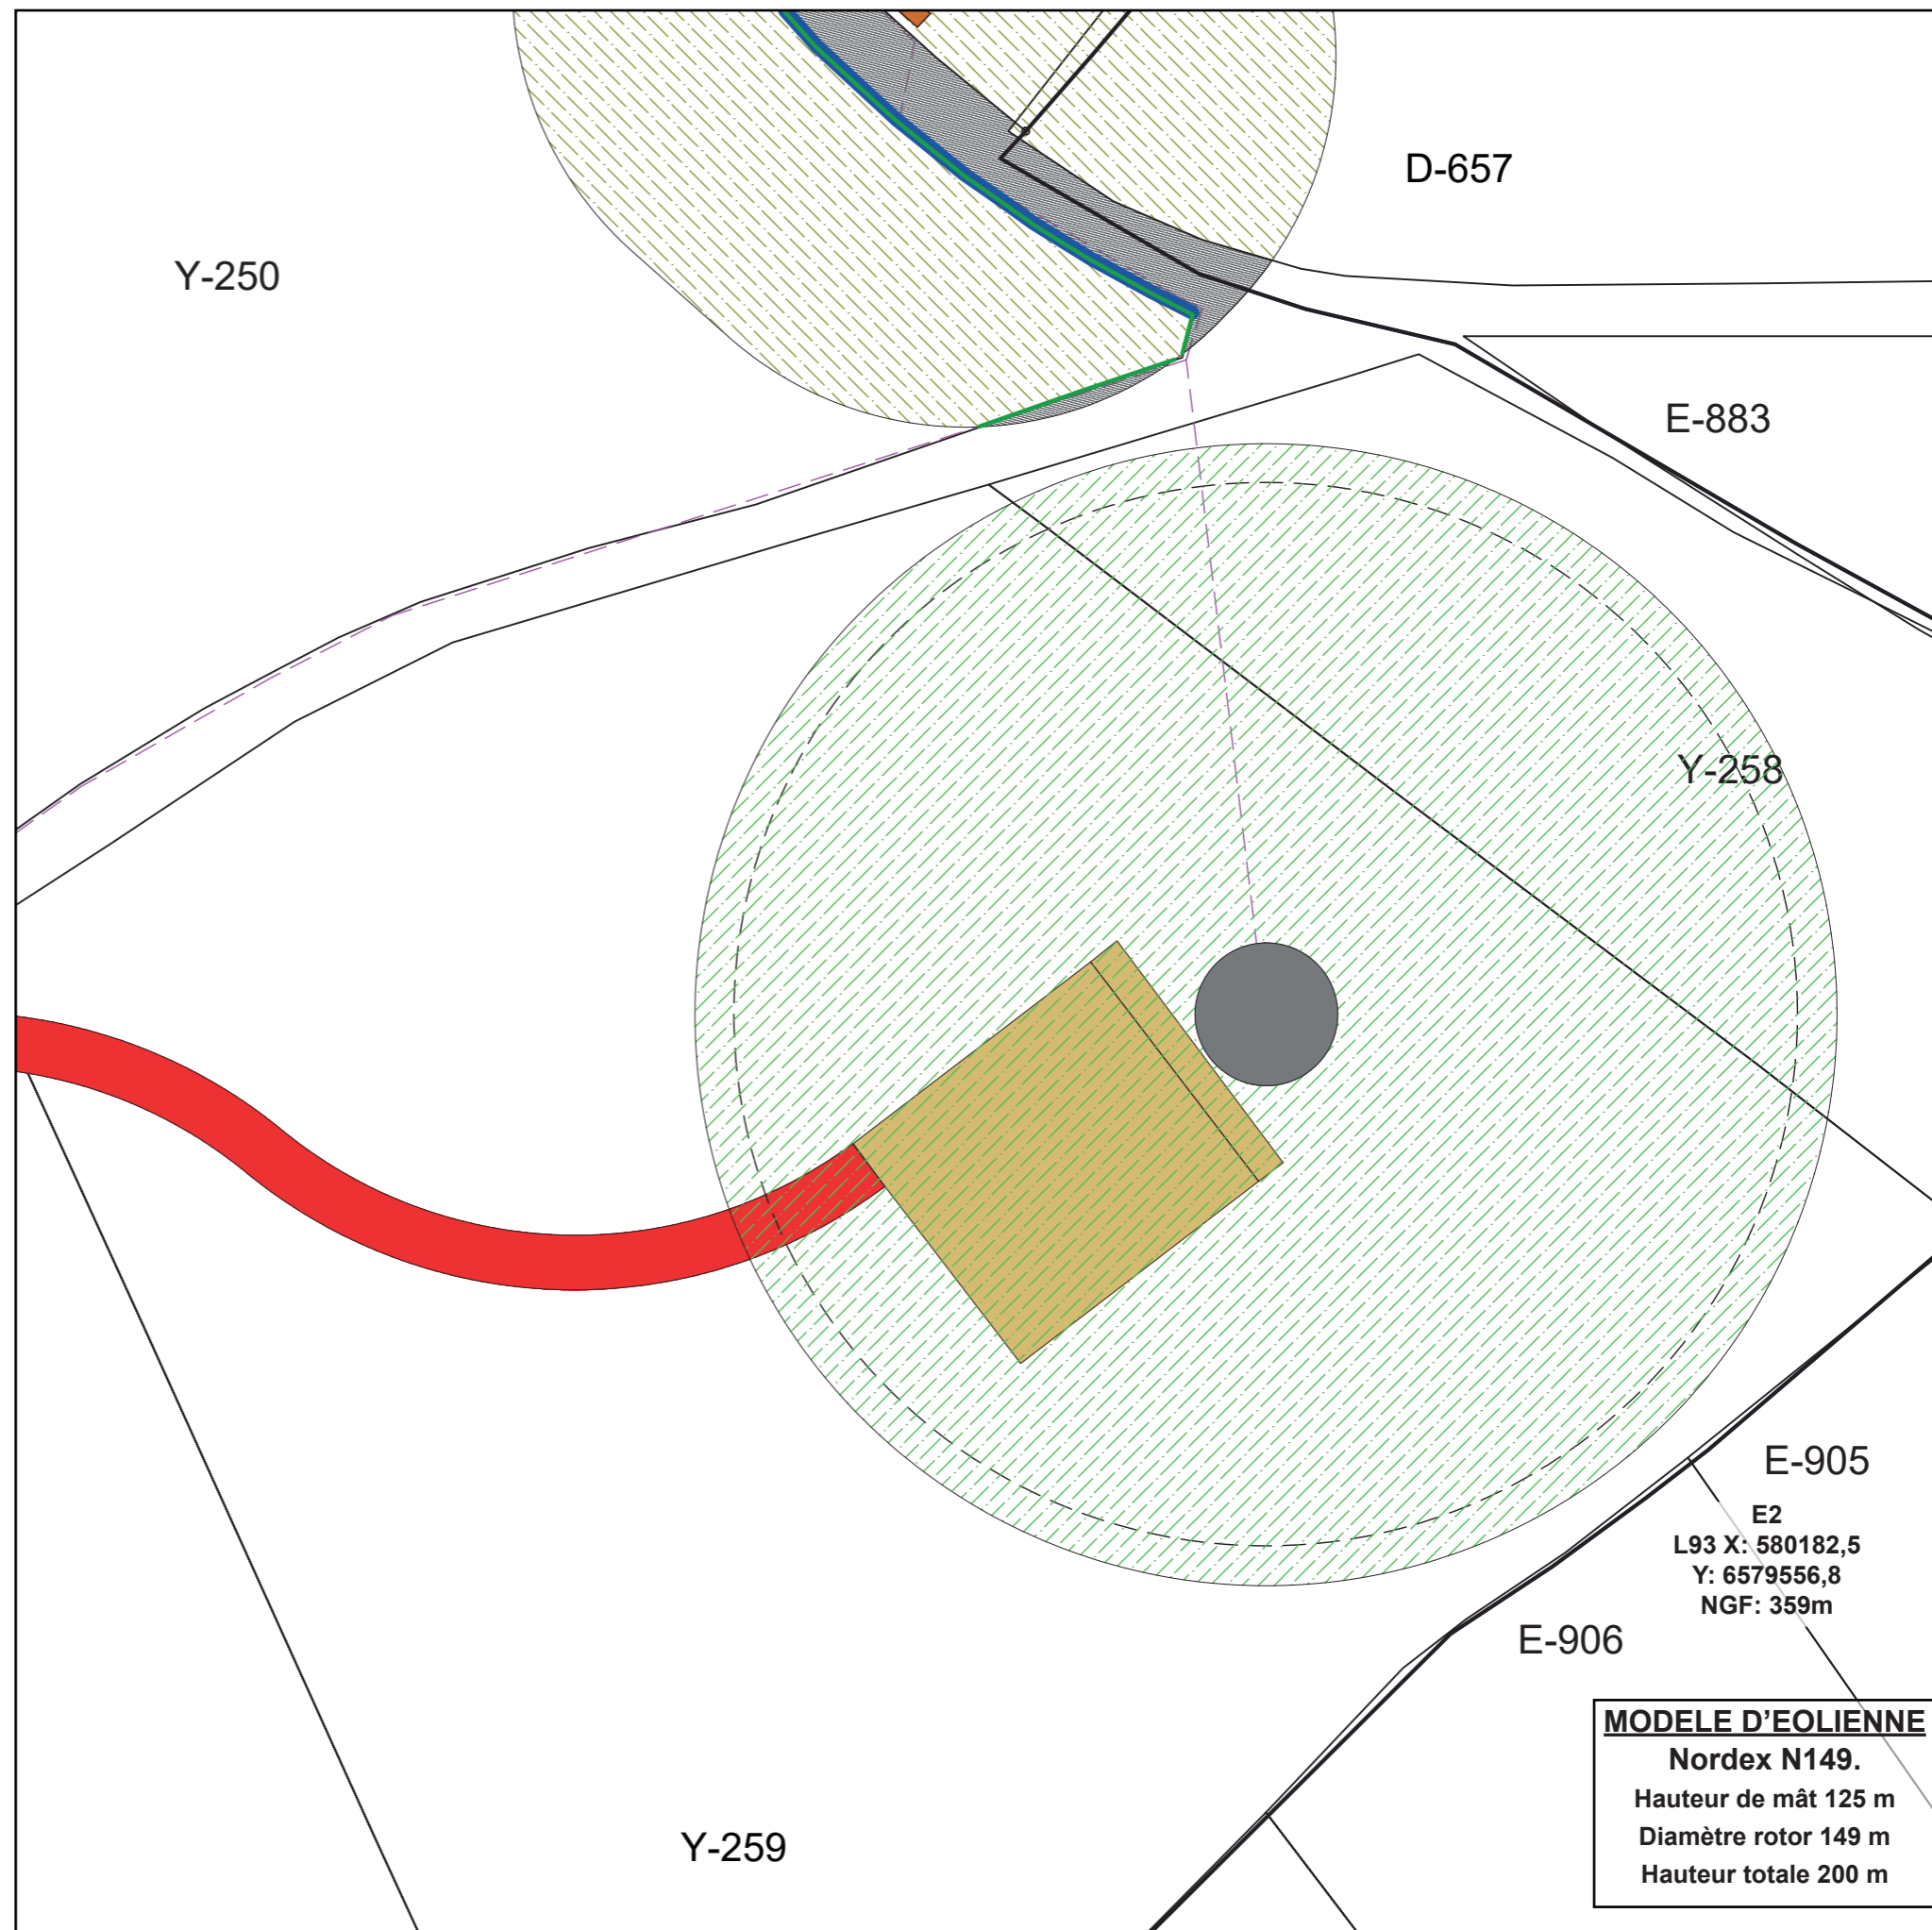 D-657
Y-250
E-883
Y-258
E-905
E2
L93 X: 580182,5
Y: 6579556,8
NGF: 359m
E-906
MODELE D'EOLIENNE
Nordex N149.
Hauteur de mât 125 m
Diamètre rotor 149 m
Hauteur totale 200 m
Y-259